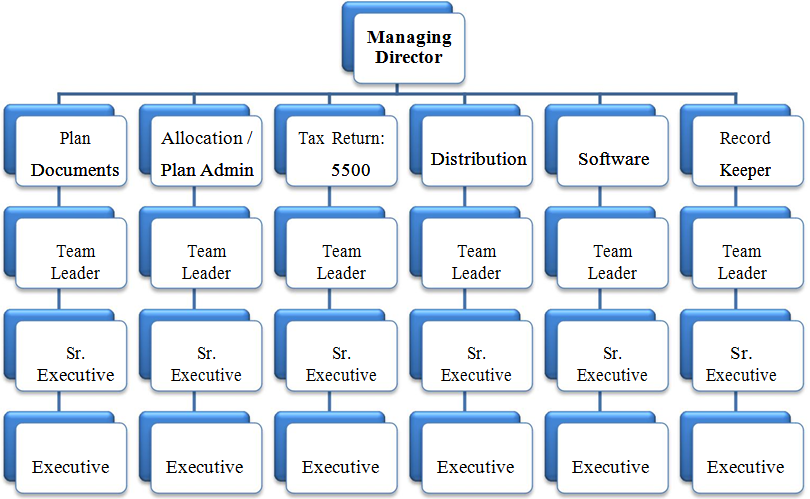 Managing
Director
Plan
Documents
Allocation /
Plan Admin
Tax Return:
5500
Distribution
Software
Record
Keeper
Team
Leader
Team
Leader
Team
Leader
Team
Leader
Team
Leader
Team
Leader
Sr.
Executive
Sr.
Executive
Sr.
Executive
Sr.
Executive
Sr.
Executive
Sr.
Executive
Executive
Executive
Executive
Executive
Executive
Executive